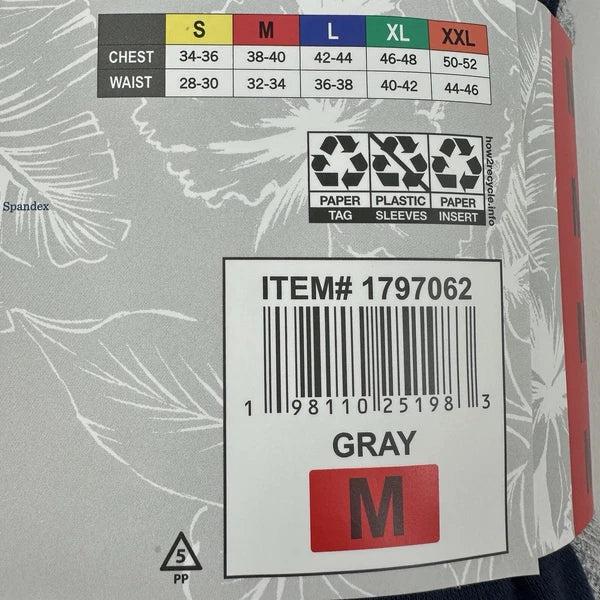 S M L XL XXL
CHEST 34-36 38-40 42-44 46-48 50-52
WAIST 28-30 32-34 36-38 40-42 44-46
PAPER PLASTIC PAPER
TAG SLEEVES INSERT
how2recycle.info
Spandex
ITEM# 1797062
1 98110 25198 3
GRAY
M
5
PP